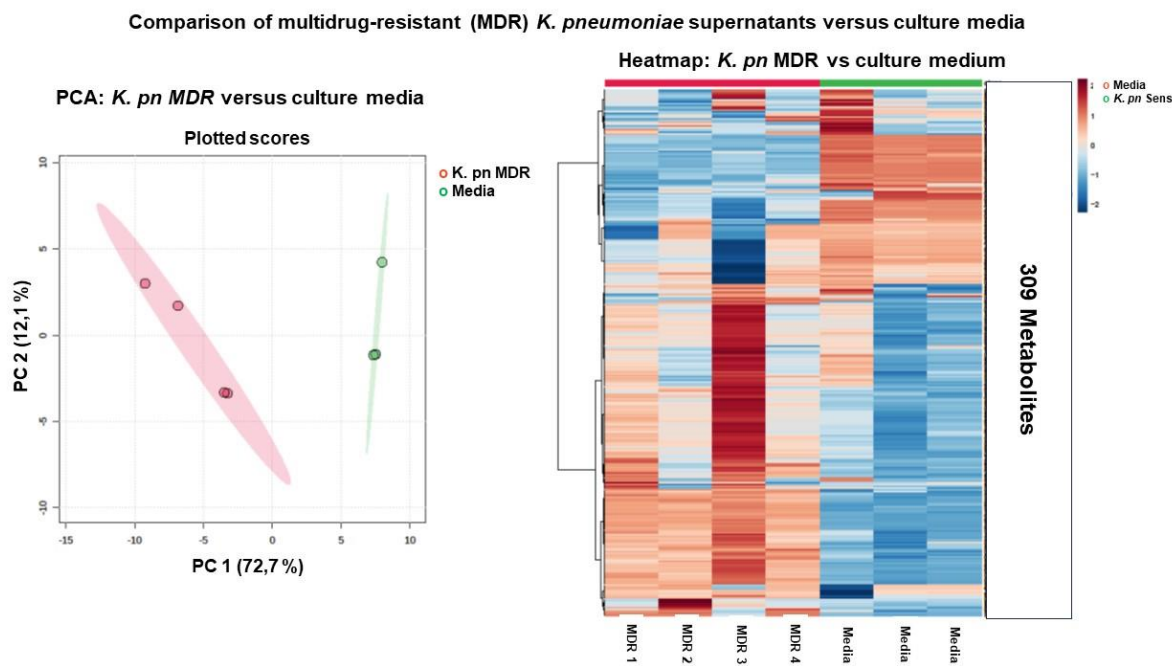 Comparison of multidrug-resistant (MDR) K. pneumoniae supernatants versus culture media
PCA: K. pn MDR versus culture media
Plotted scores
K. pn MDR
Media
PC 2 (12,1 %)
10
5
0
-5
-10
-15
-10
-5
0
5
10
PC 1 (72,7 %)
Heatmap: K. pn MDR vs culture medium
Media
K. pn Sens
1
0
-1
-2
309 Metabolites
MDR 1
MDR 2
MDR 3
MDR 4
Media
Media
Media